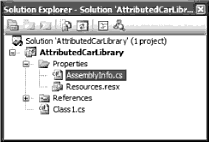 Solution Explorer - Solution 'AttributedCarLibr...
Solution 'AttributedCarLibrary' (1 project)
AttributedCarLibrary
Properties
AssemblyInfo.cs
Resources.resx
References
Class1.cs